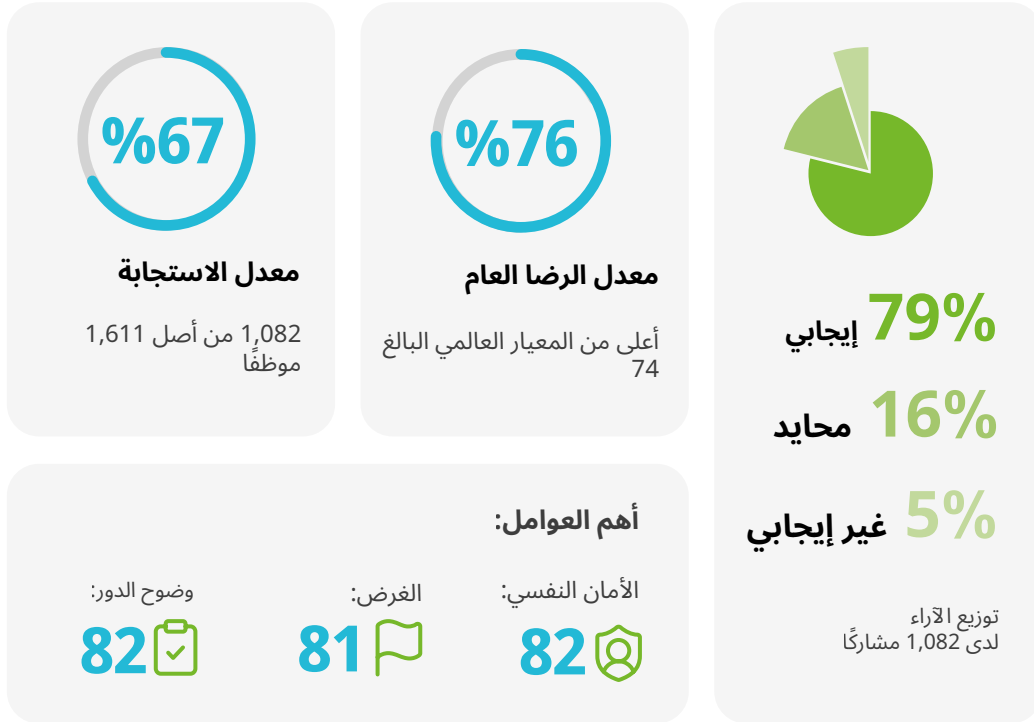 79% إيجابي
16% محايد
5% غير إيجابي
توزيع الآراء
لدى 1,082 مشاركًا
%76
معدل الرضا العام
أعلى من المعيار العالمي البالغ
74
%67
معدل الاستجابة
1,082 من أصل 1,611
موظفًا
أهم العوامل:
الأمان النفسي:
82
الغرض:
81
وضوح الدور:
82